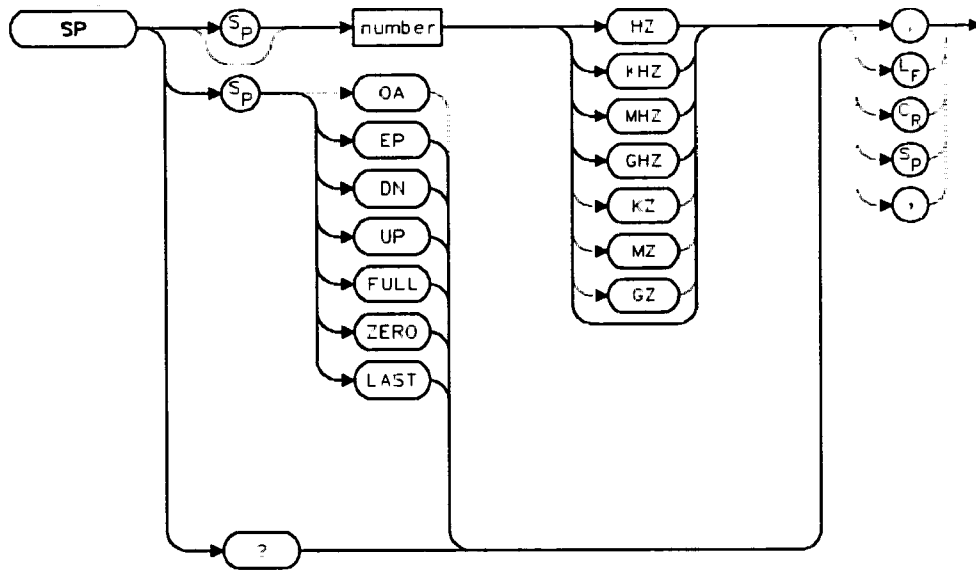 SP
SP
number
HZ
,
KHZ
LF
MHZ
CR
GHZ
SP
KZ
,
MZ
GZ
SP
OA
EP
DN
UP
FULL
ZERO
LAST
?